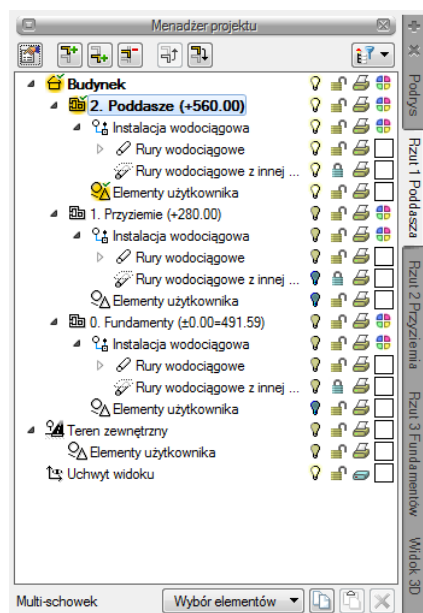 Menadżer projektu
Budynek
2. Poddasze (+560.00)
Instalacja wodociągowa
Rury wodociągowe
Rury wodociągowe z innej ...
Elementy użytkownika
1. Przyziemie (+280.00)
Instalacja wodociągowa
Rury wodociągowe
Rury wodociągowe z innej ...
Elementy użytkownika
0. Fundamenty (±0.00=491.59)
Instalacja wodociągowa
Rury wodociągowe
Rury wodociągowe z innej ...
Elementy użytkownika
Teren zewnętrzny
Elementy użytkownika
Uchwyt widoku
Multi-schowek
Wybór elementów
Podrys
Rzut 1 Poddasza
Rzut 2 Przyziemia
Rzut 3 Fundamentów
Widok 3D